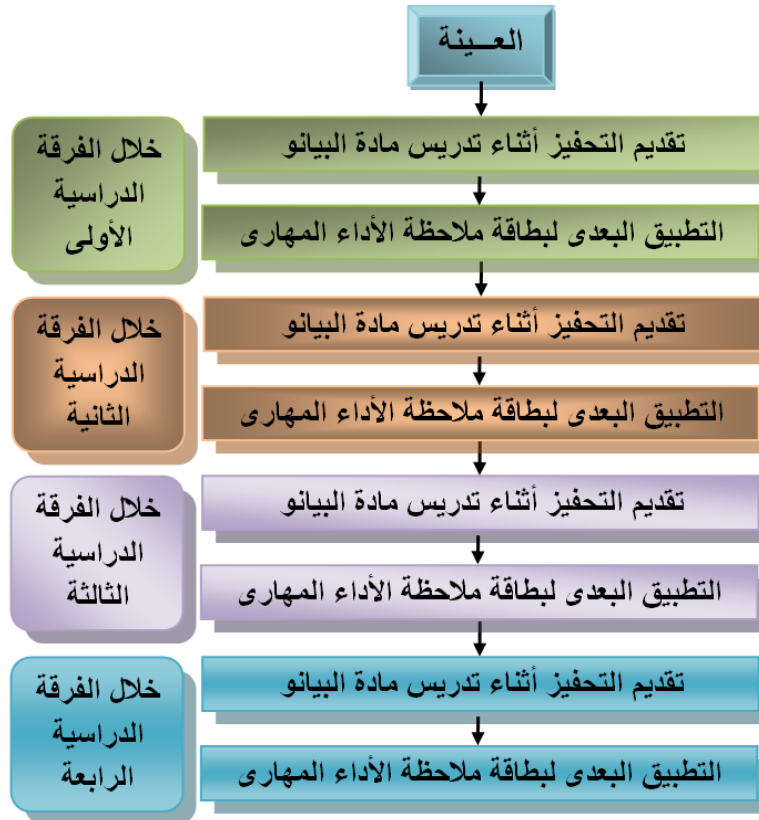 العـــينة
خلال الفرقة
الدراسية
الأولى
تقديم التحفيز أثناء تدريس مادة البيانو
التطبيق البعدى لبطاقة ملاحظة الأداء المهارى
خلال الفرقة
الدراسية
الثانية
تقديم التحفيز أثناء تدريس مادة البيانو
التطبيق البعدى لبطاقة ملاحظة الأداء المهارى
خلال الفرقة
الدراسية
الثالثة
تقديم التحفيز أثناء تدريس مادة البيانو
التطبيق البعدى لبطاقة ملاحظة الأداء المهارى
خلال الفرقة
الدراسية
الرابعة
تقديم التحفيز أثناء تدريس مادة البيانو
التطبيق البعدى لبطاقة ملاحظة الأداء المهارى